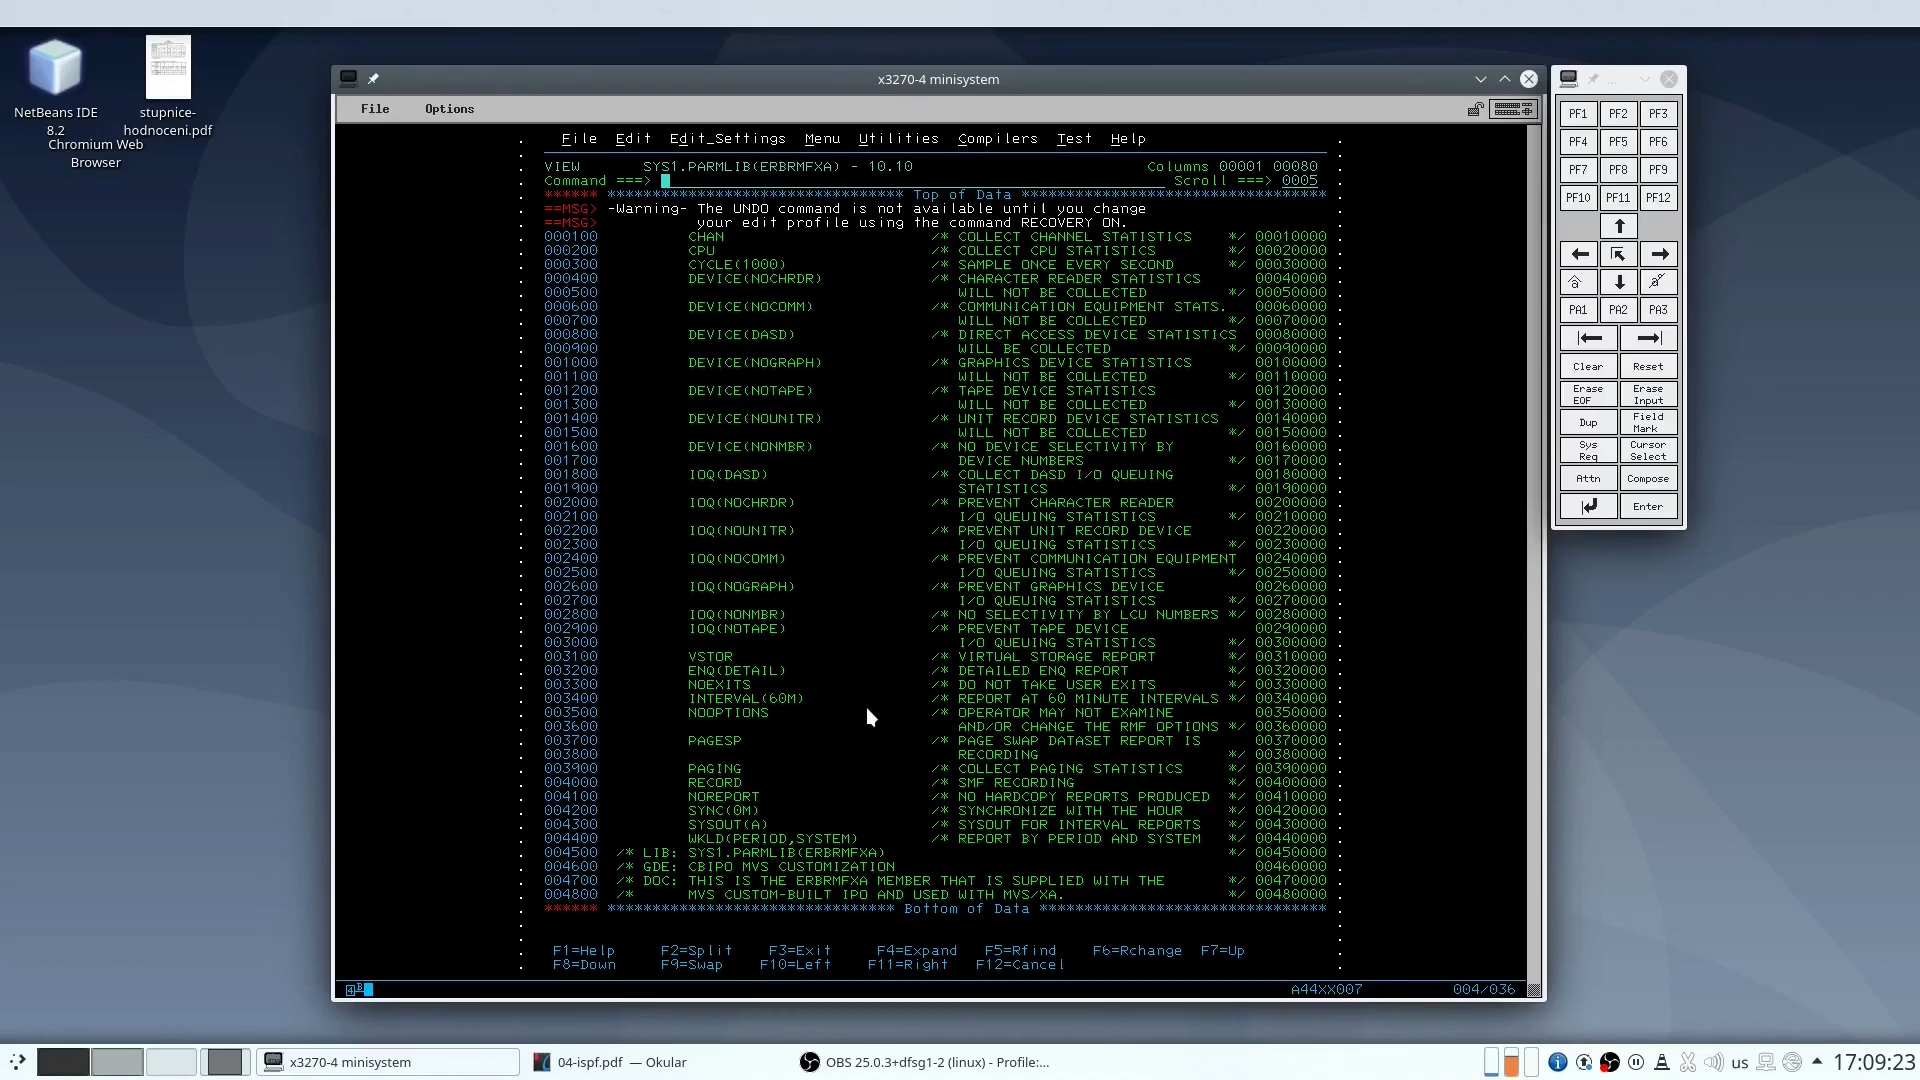 NetBeans IDE
8.2
stupnice-
hodnoceni.pdf
Chromium Web
Browser
x3270-4 minisystem
File Options
File Edit Edit_Settings Menu Utilities Compilers Test Help
VIEW SYS1.PARMLIB(ERBRMFXA) - 10.10 Columns 00001 00080
Command ===> Scroll ===> 0005
****** ********************************* Top of Data **********************************
==MSG> -Warning- The UNDO command is not available until you change
==MSG> your edit profile using the command RECOVERY ON.
000100 CHAN /* COLLECT CHANNEL STATISTICS */ 00010000
000200 CPU /* COLLECT CPU STATISTICS */ 00020000
000300 CYCLE(1000) /* SAMPLE ONCE EVERY SECOND */ 00030000
000400 DEVICE(NOCHRDR) /* CHARACTER READER STATISTICS 00040000
000500 WILL NOT BE COLLECTED */ 00050000
000600 DEVICE(NOCOMM) /* COMMUNICATION EQUIPMENT STATS. 00060000
000700 WILL NOT BE COLLECTED */ 00070000
000800 DEVICE(DASD) /* DIRECT ACCESS DEVICE STATISTICS 00080000
000900 WILL BE COLLECTED */ 00090000
001000 DEVICE(NOGRAPH) /* GRAPHICS DEVICE STATISTICS 00100000
001100 WILL NOT BE COLLECTED */ 00110000
001200 DEVICE(NOTAPE) /* TAPE DEVICE STATISTICS 00120000
001300 WILL NOT BE COLLECTED */ 00130000
001400 DEVICE(NOUNITR) /* UNIT RECORD DEVICE STATISTICS 00140000
001500 WILL NOT BE COLLECTED */ 00150000
001600 DEVICE(NONMBR) /* NO DEVICE SELECTIVITY BY 00160000
001700 DEVICE NUMBERS */ 00170000
001800 IOQ(DASD) /* COLLECT DASD I/O QUEUING 00180000
001900 STATISTICS */ 00190000
002000 IOQ(NOCHRDR) /* PREVENT CHARACTER READER 00200000
002100 I/O QUEUING STATISTICS */ 00210000
002200 IOQ(NOUNITR) /* PREVENT UNIT RECORD DEVICE 00220000
002300 I/O QUEUING STATISTICS */ 00230000
002400 IOQ(NOCOMM) /* PREVENT COMMUNICATION EQUIPMENT 00240000
002500 I/O QUEUING STATISTICS */ 00250000
002600 IOQ(NOGRAPH) /* PREVENT GRAPHICS DEVICE 00260000
002700 I/O QUEUING STATISTICS */ 00270000
002800 IOQ(NONMBR) /* NO SELECTIVITY BY LCU NUMBERS */ 00280000
002900 IOQ(NOTAPE) /* PREVENT TAPE DEVICE 00290000
003000 I/O QUEUING STATISTICS */ 00300000
003100 VSTOR /* VIRTUAL STORAGE REPORT */ 00310000
003200 ENQ(DETAIL) /* DETAILED ENQ REPORT */ 00320000
003300 NOEXITS /* DO NOT TAKE USER EXITS */ 00330000
003400 INTERVAL(60M) /* REPORT AT 60 MINUTE INTERVALS */ 00340000
003500 NOOPTIONS /* OPERATOR MAY NOT EXAMINE 00350000
003600 AND/OR CHANGE THE RMF OPTIONS */ 00360000
003700 PAGESP /* PAGE SWAP DATASET REPORT IS 00370000
003800 RECORDING */ 00380000
003900 PAGING /* COLLECT PAGING STATISTICS */ 00390000
004000 RECORD /* SMF RECORDING */ 00400000
004100 NOREPORT /* NO HARDCOPY REPORTS PRODUCED */ 00410000
004200 SYNC(0M) /* SYNCHRONIZE WITH THE HOUR */ 00420000
004300 SYSOUT(A) /* SYSOUT FOR INTERVAL REPORTS */ 00430000
004400 WKLD(PERIOD,SYSTEM) /* REPORT BY PERIOD AND SYSTEM */ 00440000
004500 /* LIB: SYS1.PARMLIB(ERBRMFXA) */ 00450000
004600 /* GDE: CBIPO MVS CUSTOMIZATION 00460000
004700 /* DOC: THIS IS THE ERBRMFXA MEMBER THAT IS SUPPLIED WITH THE */ 00470000
004800 /* MVS CUSTOM-BUILT IPO AND USED WITH MVS/XA. */ 00480000
****** ******************************** Bottom of Data ********************************
F1=Help F2=Split F3=Exit F4=Expand F5=Rfind F6=Rchange F7=Up
F8=Down F9=Swap F10=Left F11=Right F12=Cancel
4 B A44XX007 004/036
PF1 PF2 PF3
PF4 PF5 PF6
PF7 PF8 PF9
PF10 PF11 PF12
PA1 PA2 PA3
Clear Reset
Erase EOF Erase Input
Dup Field Mark
Sys Req Cursor Select
Attn Compose
Enter
x3270-4 minisystem 04-ispf.pdf — Okular OBS 25.0.3+dfsg1-2 (linux) - Profile:... us 17:09:23